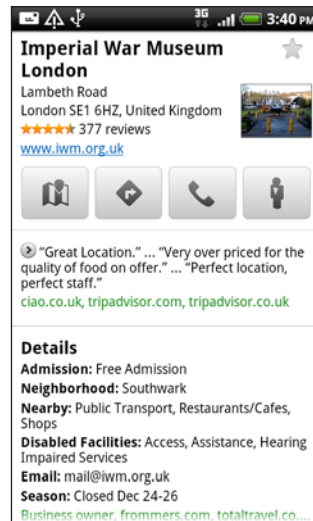 3G 3:40 PM
Imperial War Museum
London
Lambeth Road
London SE1 6HZ, United Kingdom
377 reviews
www.iwm.org.uk
“Great Location.” ... “Very over priced for the
quality of food on offer.” ... “Perfect location,
perfect staff.”
ciao.co.uk, tripadvisor.com, tripadvisor.co.uk
Details
Admission: Free Admission
Neighborhood: Southwark
Nearby: Public Transport, Restaurants/Cafes,
Shops
Disabled Facilities: Access, Assistance, Hearing
Impaired Services
Email: mail@iwm.org.uk
Season: Closed Dec 24-26
Business owner, frommers.com, totaltravel.co....